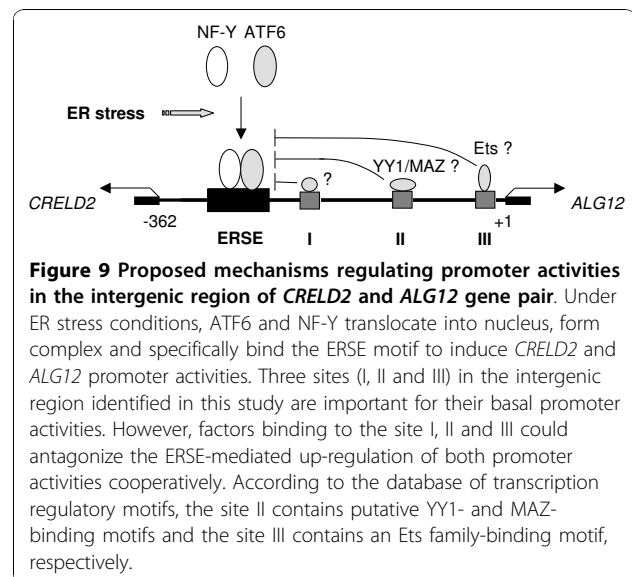 NF-Y ATF6
ER stress
Ets ?
YY1/MAZ ?
?
CRELD2
ALG12
-362
+1
ERSE
I
II
III
Figure 9 Proposed mechanisms regulating promoter activities
in the intergenic region of CRELD2 and ALG12 gene pair. Under
ER stress conditions, ATF6 and NF-Y translocate into nucleus, form
complex and specifically bind the ERSE motif to induce CRELD2 and
ALG12 promoter activities. Three sites (I, II and III) in the intergenic
region identified in this study are important for their basal promoter
activities. However, factors binding to the site I, II and III could
antagonize the ERSE-mediated up-regulation of both promoter
activities cooperatively. According to the database of transcription
regulatory motifs, the site II contains putative YY1- and MAZ-
binding motifs and the site III contains an Ets family-binding motif,
respectively.